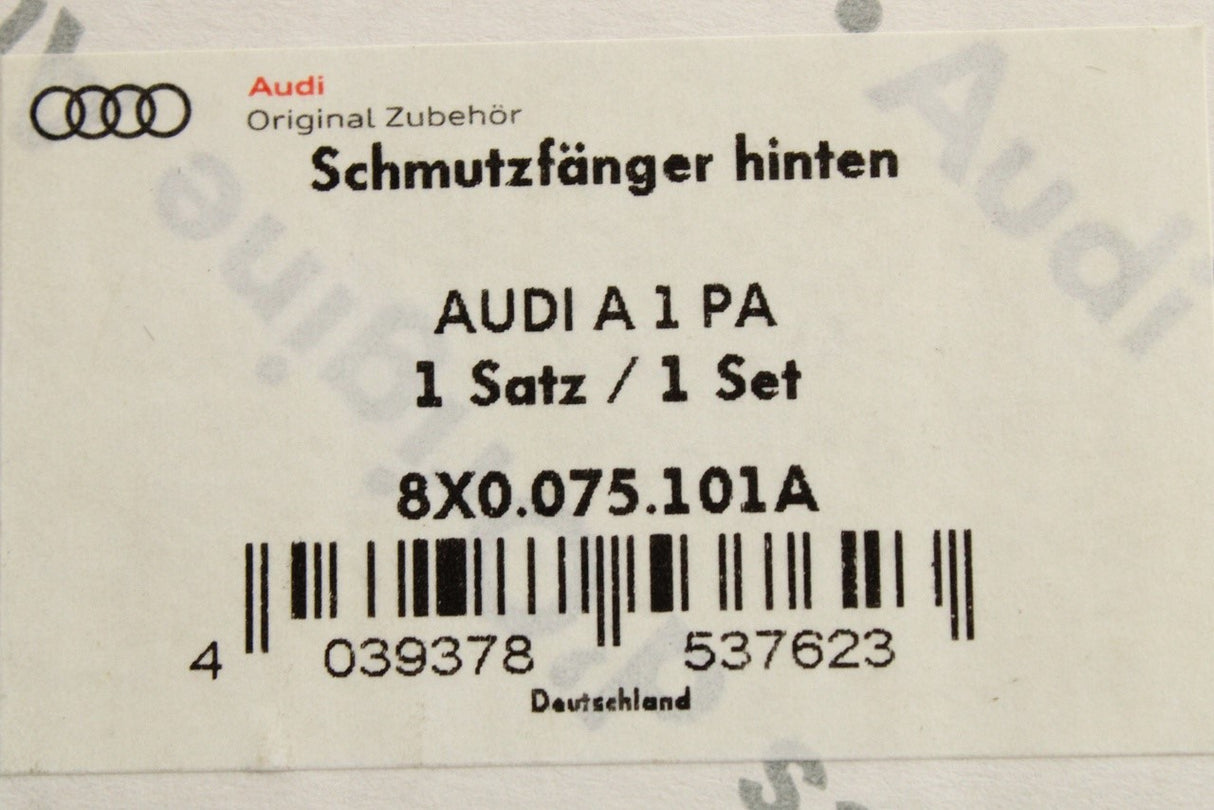 Audi
Original Zubehör
Schmutzfänger hinten
AUDI A 1 PA
1 Satz / 1 Set
8X0.075.101A
4 039378 537623
Deutschland
Audi